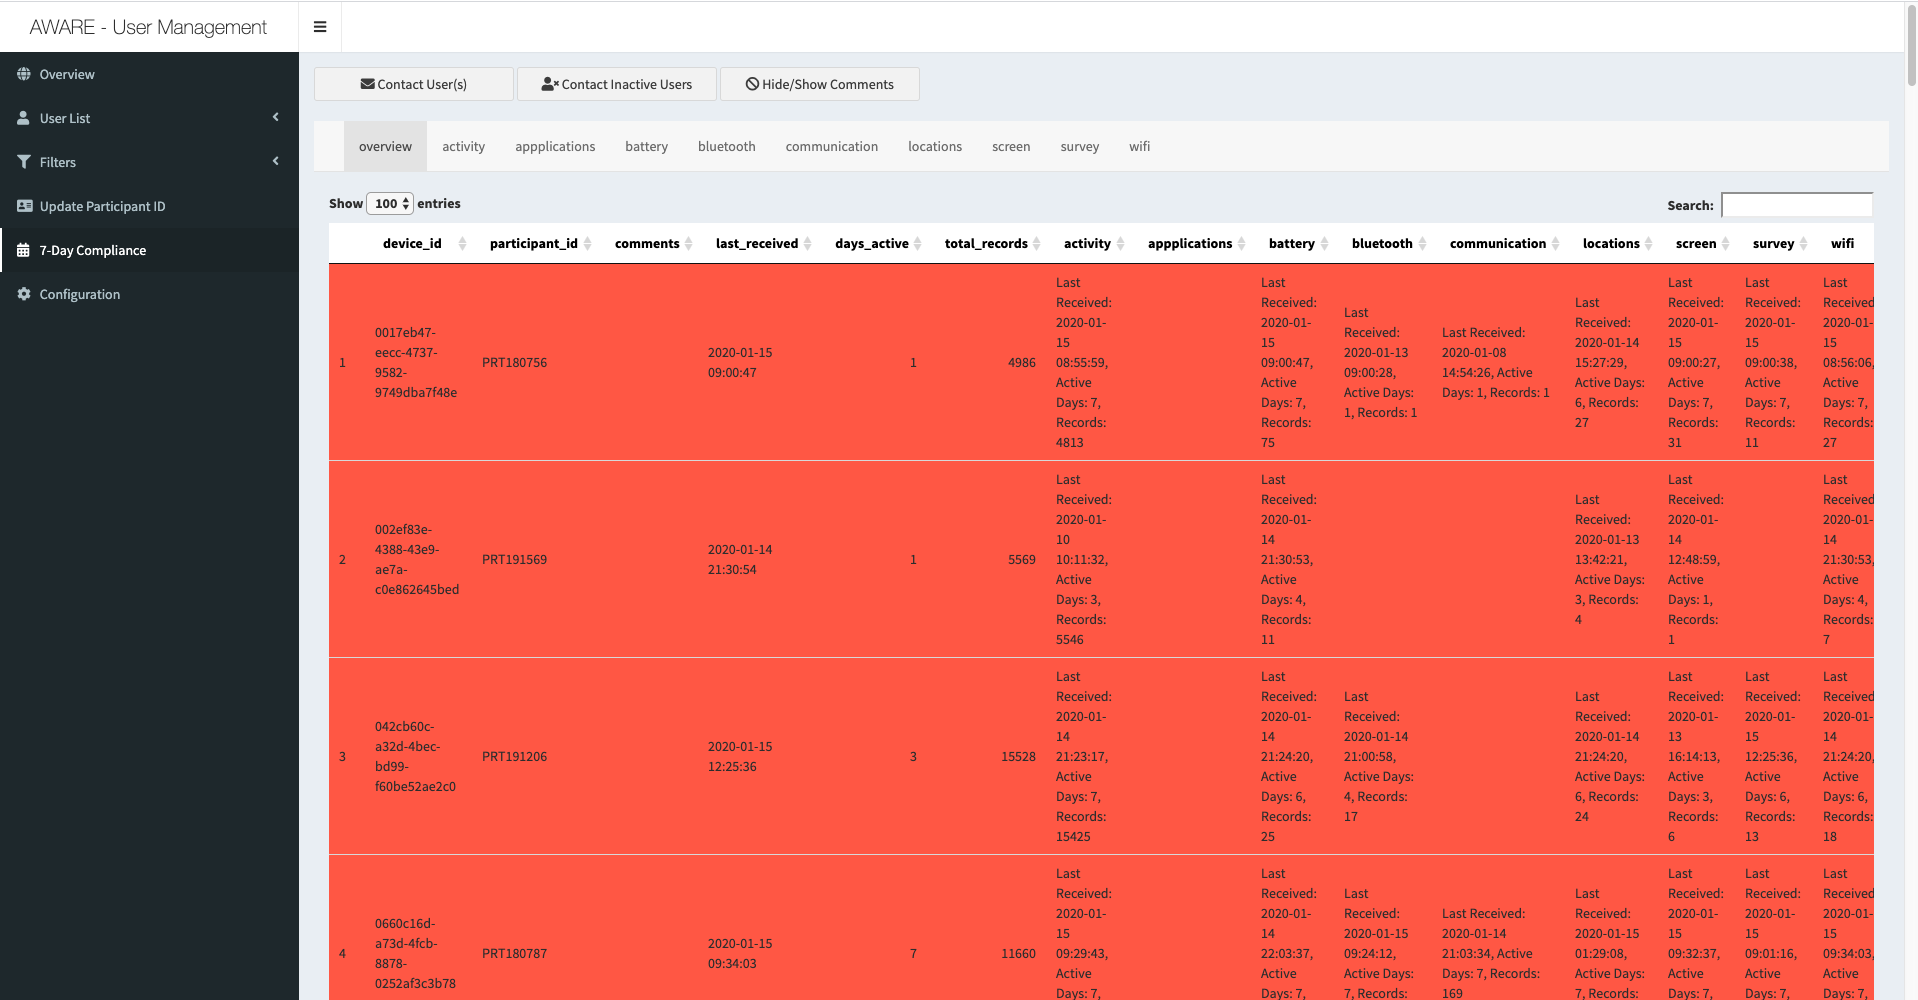 AWARE - User Management
Overview
User List
Filters
Update Participant ID
7-Day Compliance
Configuration
Contact User(s) Contact Inactive Users Hide/Show Comments
overview activity appplications battery bluetooth communication locations screen survey wifi
Show 100 entries
Search:
device_id participant_id comments last_received days_active total_records activity appplications battery bluetooth communication locations screen survey wifi
1
0017eb47-
eecc-4737-
9582-
9749dba7f48e
PRT180756
2020-01-15
09:00:47
1
4986
Last
Received:
2020-01-
15
08:55:59,
Active
Days: 7,
Records:
4813
Last
Received:
2020-01-
15
09:00:47,
Active
Days: 7,
Records:
75
Last
Received:
2020-01-13
09:00:28,
Active Days:
1, Records: 1
Last Received:
2020-01-08
14:54:26, Active
Days: 1, Records: 1
Last
Received:
2020-01-14
15:27:29,
Active Days:
6, Records:
27
Last
Received:
2020-01-
15
09:00:27,
Active
Days: 7,
Records:
31
Last
Received:
2020-01-
15
09:00:38,
Active
Days: 7,
Records:
11
Last
Received
2020-01-
15
08:56:06,
Active
Days: 7,
Records:
27
2
002ef83e-
4388-43e9-
ae7a-
c0e862645bed
PRT191569
2020-01-14
21:30:54
1
5569
Last
Received:
2020-01-
10
10:11:32,
Active
Days: 3,
Records:
5546
Last
Received:
2020-01-
14
21:30:53,
Active
Days: 4,
Records:
11
Last
Received:
2020-01-13
13:42:21,
Active Days:
3, Records:
4
Last
Received:
2020-01-
14
12:48:59,
Active
Days: 1,
Records:
1
Last
Received
2020-01-
14
21:30:53,
Active
Days: 4,
Records:
7
3
042cb60c-
a32d-4bec-
bd99-
f60be52ae2c0
PRT191206
2020-01-15
12:25:36
3
15528
Last
Received:
2020-01-
14
21:23:17,
Active
Days: 7,
Records:
15425
Last
Received:
2020-01-
14
21:24:20,
Active
Days: 6,
Records:
25
Last
Received:
2020-01-14
21:00:58,
Active Days:
4, Records:
17
Last
Received:
2020-01-14
21:24:20,
Active Days:
6, Records:
24
Last
Received:
2020-01-
13
16:14:13,
Active
Days: 3,
Records:
6
Last
Received:
2020-01-
15
12:25:36,
Active
Days: 6,
Records:
13
Last
Received
2020-01-
14
21:24:20,
Active
Days: 6,
Records:
18
4
0660c16d-
a73d-4fcb-
8878-
0252af3c3b78
PRT180787
2020-01-15
09:34:03
7
11660
Last
Received:
2020-01-
15
09:29:43,
Active
Days: 7,
Last
Received:
2020-01-
14
22:03:37,
Active
Days: 7,
Last
Received:
2020-01-15
09:24:12,
Active Days:
7, Records:
Last Received:
2020-01-14
21:03:34, Active
Days: 7, Records:
169
Last
Received:
2020-01-15
01:29:08,
Active Days:
7, Records:
Last
Received:
2020-01-
15
09:32:37,
Active
Days: 7,
Last
Received:
2020-01-
15
09:01:16,
Active
Days: 7,
Last
Received
2020-01-
15
09:34:03,
Active
Days: 7,